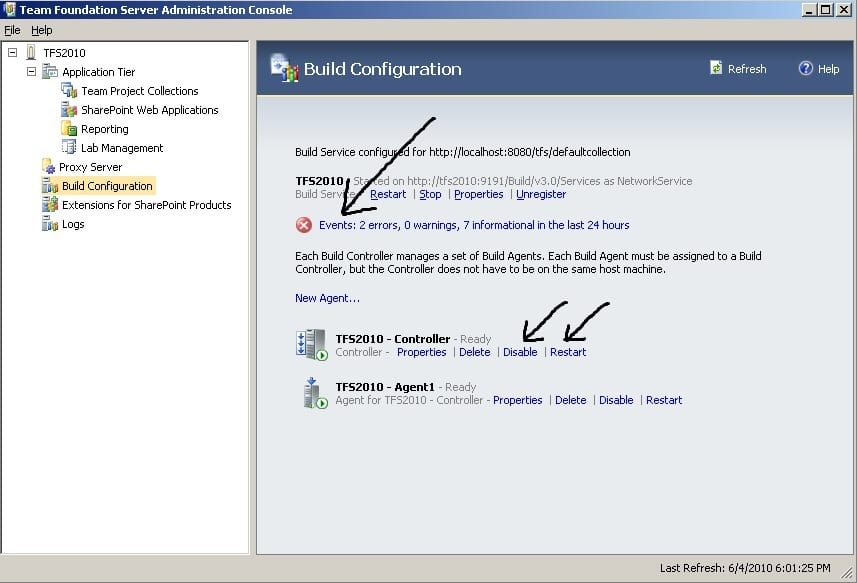 Team Foundation Server Administration Console
File Help
TFS2010
Application Tier
Team Project Collections
SharePoint Web Applications
Reporting
Lab Management
Proxy Server
Build Configuration
Extensions for SharePoint Products
Logs
Build Configuration
Refresh
Help
Build Service configured for http://localhost:8080/tfs/defaultcollection
TFS2010 - Started on http://tfs2010:9191/Build/v3.0/Services as NetworkService
Build Service - Restart | Stop | Properties | Unregister
Events: 2 errors, 0 warnings, 7 informational in the last 24 hours
Each Build Controller manages a set of Build Agents. Each Build Agent must be assigned to a Build
Controller, but the Controller does not have to be on the same host machine.
New Agent...
TFS2010 - Controller - Ready
Controller - Properties | Delete | Disable | Restart
TFS2010 - Agent1 - Ready
Agent for TFS2010 - Controller - Properties | Delete | Disable | Restart
Last Refresh: 6/4/2010 6:01:25 PM